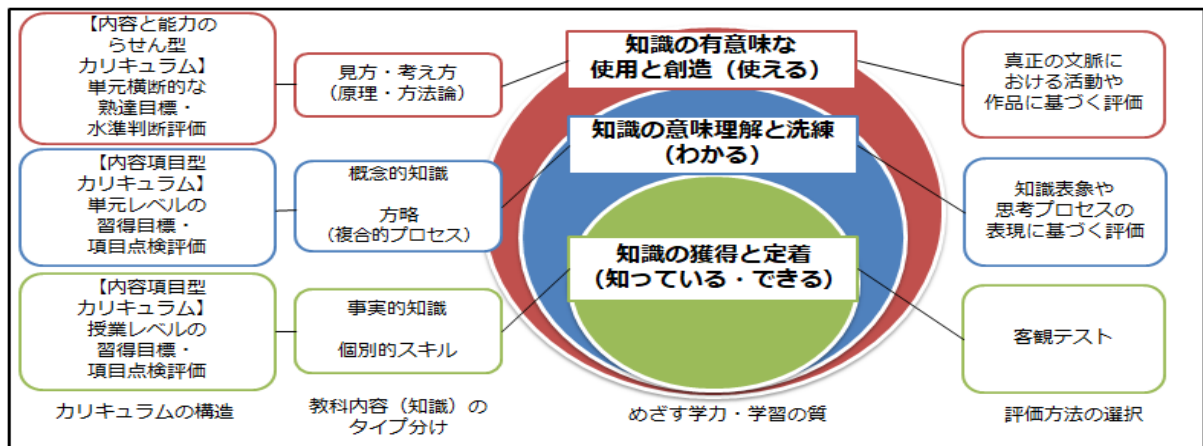 【内容と能力の
らせん型
カリキュラム】
単元横断的な
熟達目標・
水準判断評価
見方・考え方
（原理・方法論）
知識の有意味な
使用と創造（使える）
真正の文脈に
おける活動や
作品に基づく評価
【内容項目型
カリキュラム】
単元レベルの
習得目標・
項目点検評価
概念的知識
方略
（複合的プロセス）
知識の意味理解と洗練
（わかる）
知識表象や
思考プロセスの
表現に基づく評価
【内容項目型
カリキュラム】
授業レベルの
習得目標・
項目点検評価
事実的知識
個別的スキル
知識の獲得と定着
（知っている・できる）
客観テスト
カリキュラムの構造
教科内容（知識）の
タイプ分け
めざす学力・学習の質
評価方法の選択